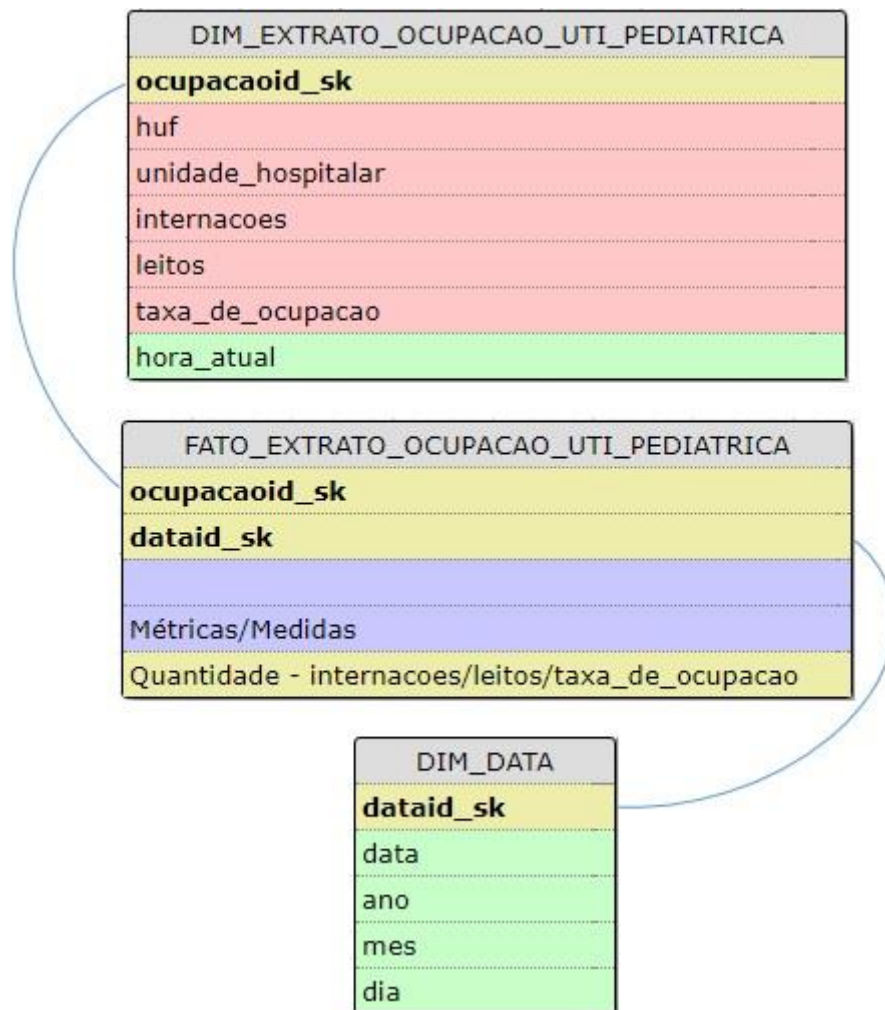 DIM_EXTRATO_OCUPACAO_UTI_PEDIATRICA
ocupacaoid_sk
huf
unidade_hospitalar
internacoes
leitos
taxa_de_ocupacao
hora_atual
FATO_EXTRATO_OCUPACAO_UTI_PEDIATRICA
ocupacaoid_sk
dataid_sk
Métricas/Medidas
Quantidade - internacoes/leitos/taxa_de_ocupacao
DIM_DATA
dataid_sk
data
ano
mes
dia